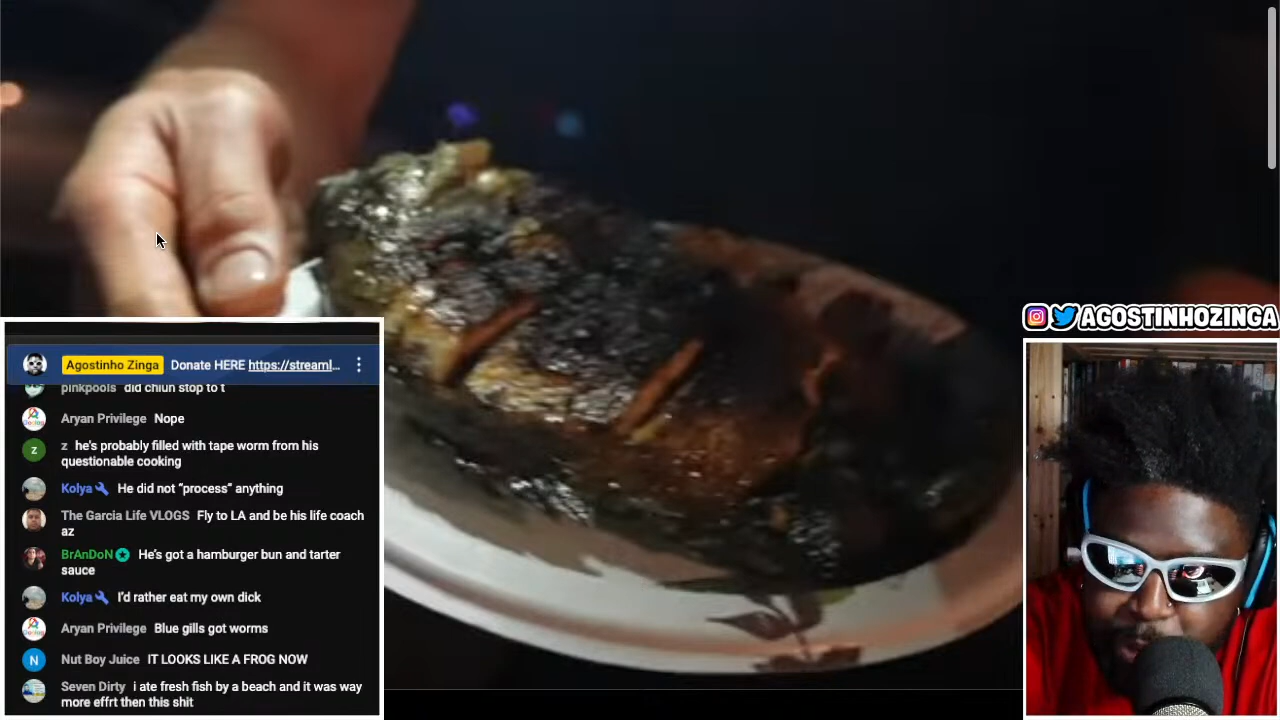 AGOSTINHOZINGA
Agostinho Zinga Donate HERE https://streaml...
pinkpools did chiun stop to t
Aryan Privilege Nope
z he's probably filled with tape worm from his
questionable cooking
Kolya He did not "process" anything
The Garcia Life VLOGS Fly to LA and be his life coach
az
BrAnDoN He's got a hamburger bun and tarter
sauce
Kolya I'd rather eat my own dick
Aryan Privilege Blue gills got worms
N Nut Boy Juice IT LOOKS LIKE A FROG NOW
Seven Dirty i ate fresh fish by a beach and it was way
more effrt then this shit